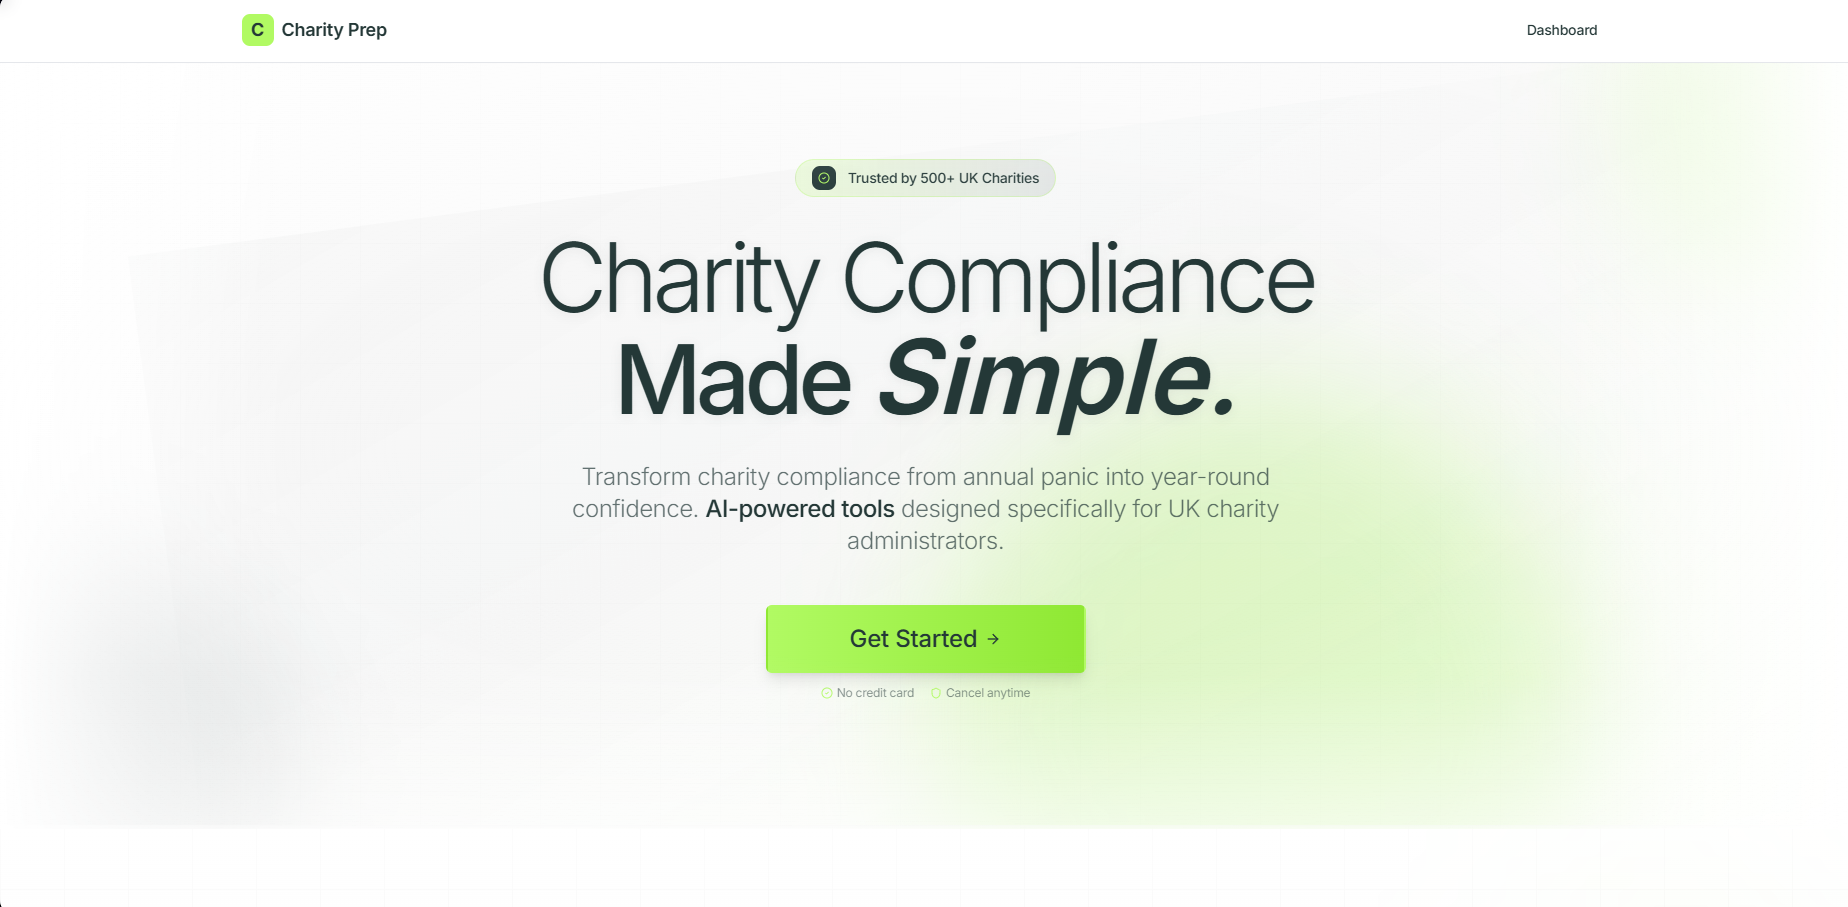 C Charity Prep
Dashboard
Trusted by 500+ UK Charities
Charity Compliance
Made Simple.
Transform charity compliance from annual panic into year-round
confidence. AI-powered tools designed specifically for UK charity
administrators.
Get Started →
No credit card
Cancel anytime